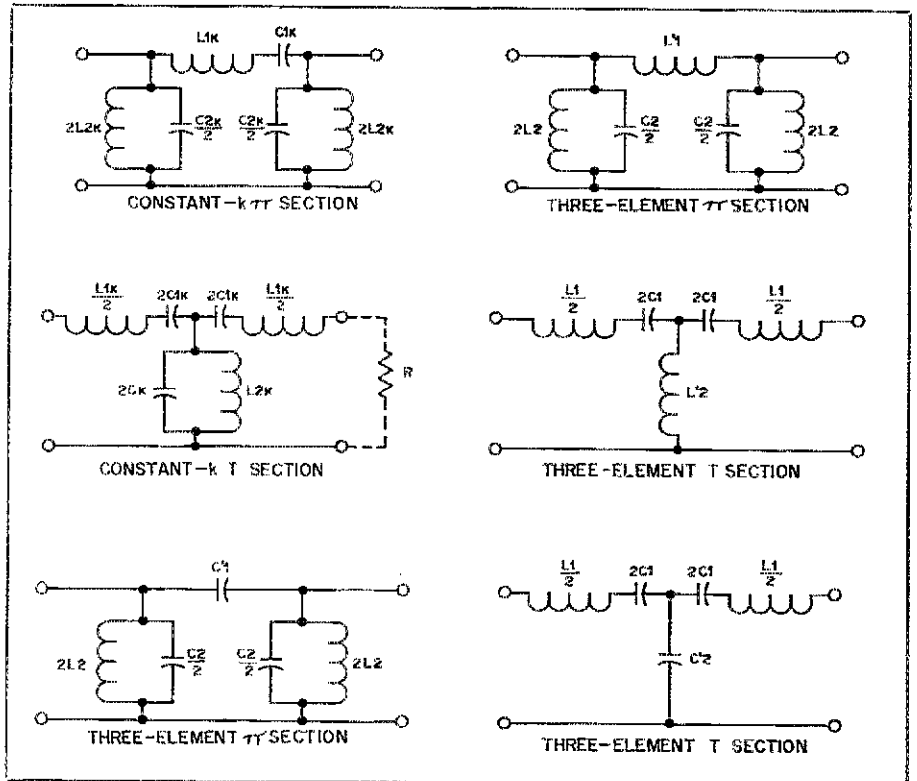 L1K C1K
2L2K C2K/2 C2K/2 2L2K
CONSTANT-k π SECTION
L'1
2L2 C2/2 C2/2 2L2
THREE-ELEMENT π SECTION
L1K/2 2C1K 2C1K L1K/2
2CK L2K R
CONSTANT-k T SECTION
L1/2 2C1 2C1 L1/2
L'2
THREE-ELEMENT T SECTION
C'1
2L2 C2/2 C2/2 2L2
THREE-ELEMENT π SECTION
L1/2 2C1 2C1 L1/2
C'2
THREE-ELEMENT T SECTION